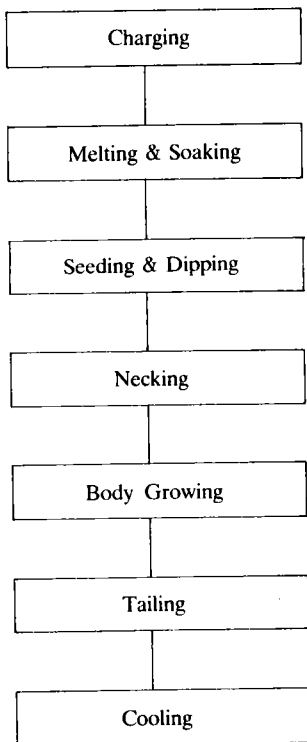 Charging
Melting & Soaking
Seeding & Dipping
Necking
Body Growing
Tailing
Cooling